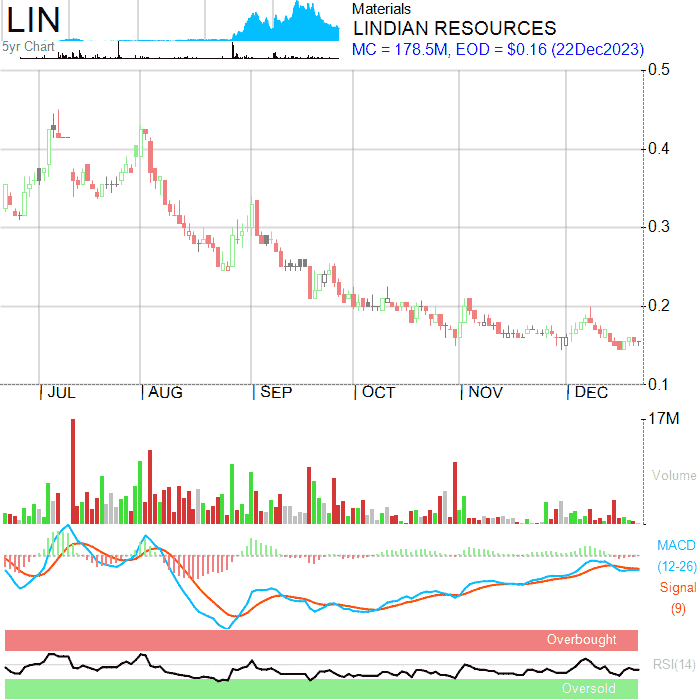 LIN
Materials
LINDIAN RESOURCES
MC = 178.5M, EOD = $0.16 (22Dec2023)
5yr Chart
0.5
0.4
0.3
0.2
0.1
JUL
AUG
SEP
OCT
NOV
DEC
17M
Volume
MACD
(12-26)
Signal
(9)
Overbought
RSI(14)
Oversold